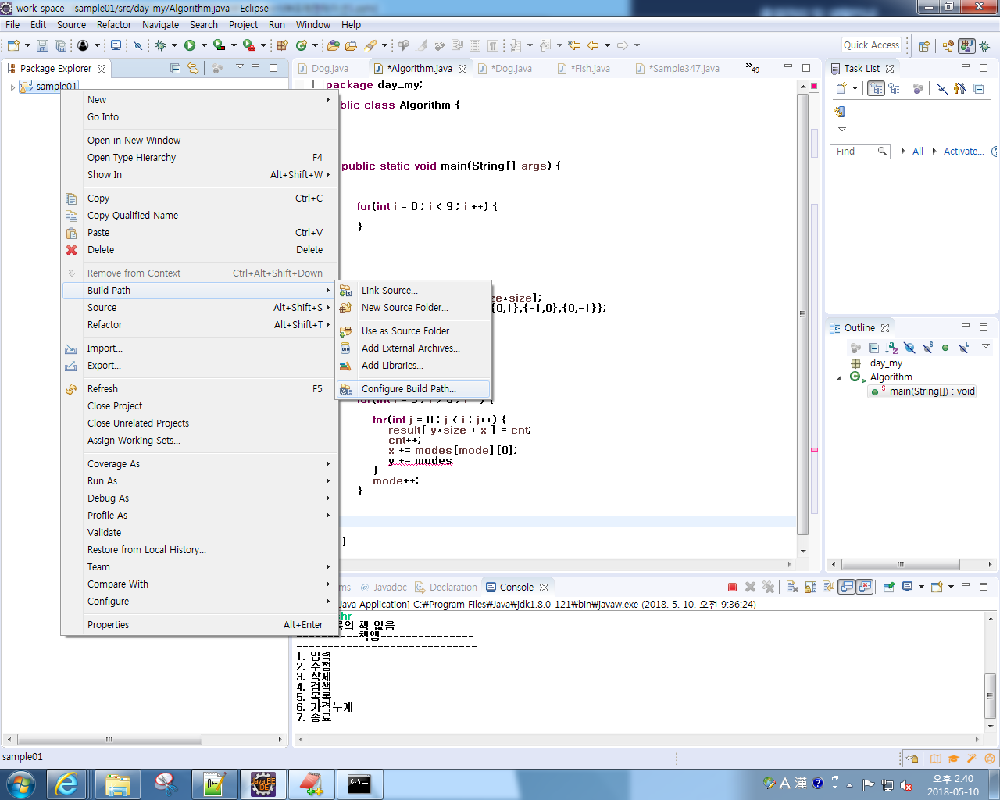 work_space - sample01/src/day_my/Algorithm.java - Eclipse
File Edit Source Refactor Navigate Search Project Run Window Help
Quick Access
Package Explorer
sample01
New
Go Into
Open in New Window
Open Type Hierarchy F4
Show In Alt+Shift+W
Copy Ctrl+C
Copy Qualified Name
Paste Ctrl+V
Delete Delete
Remove from Context Ctrl+Alt+Shift+Down
Build Path
Source Alt+Shift+S
Refactor Alt+Shift+T
Import...
Export...
Refresh F5
Close Project
Close Unrelated Projects
Assign Working Sets...
Coverage As
Run As
Debug As
Profile As
Validate
Restore from Local History...
Team
Compare With
Configure
Properties Alt+Enter
Link Source...
New Source Folder...
Use as Source Folder
Add External Archives...
Add Libraries...
Configure Build Path...
Dog.java *Algorithm.java *Dog.java *Fish.java *Sample347.java »49
1 package day_my;
blic class Algorithm {
public static void main(String[] args) {
for(int i = 0 ; i < 9 ; i ++) {
}
ze*size];
{0,1},{-1,0},{0,-1}};
for(int j = 0 ; j < i ; j++) {
result[ y*size + x ] = cnt;
cnt++;
x += modes[mode][0];
y += modes
}
mode++;
}
}
Task List
Find All Activate...
Outline
day_my
Algorithm
main(String[]) : void
ms Javadoc Declaration Console
Java Application] C:₩Program Files₩Java₩jdk1.8.0_121₩bin₩javaw.exe (2018. 5. 10. 오전 9:36:24)
hr
의 책 없음
----------책앱---------------
-----------------------------
1. 입력
2. 수정
3. 삭제
4. 검색
5. 목록
6. 가격누계
7. 종료
sample01
Java EE
IDE
C:\
A 漢
오후 2:40
2018-05-10